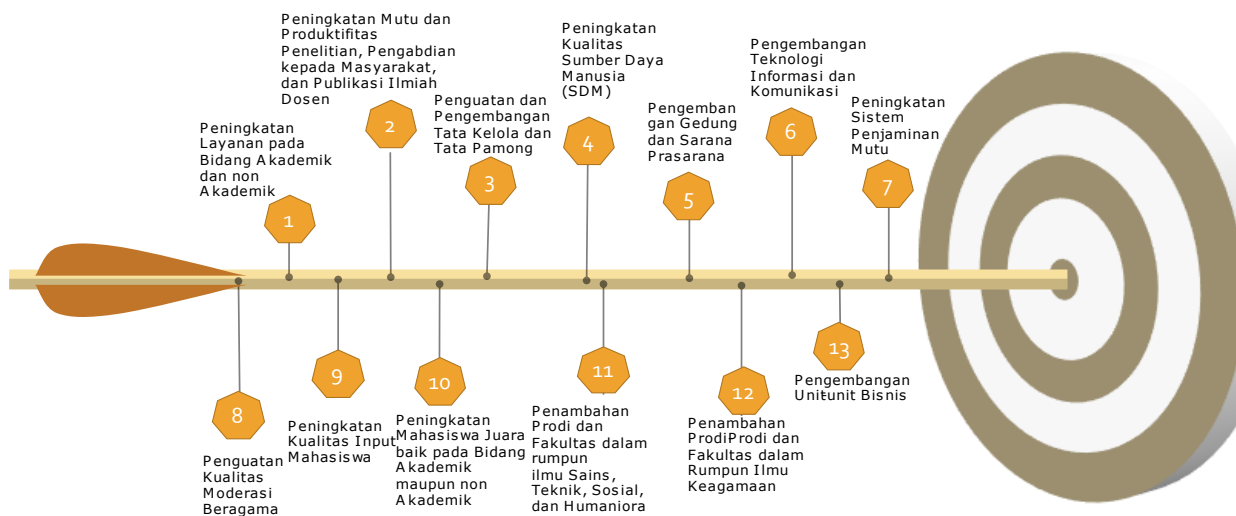 Peningkatan
Layanan pada
Bidang Akademik
dan non
Akademik
1
Peningkatan Mutu dan
Produktifitas
Penelitian, Pengabdian
kepada Masyarakat,
dan Publikasi Ilmiah
Dosen
2
Penguatan dan
Pengembangan
Tata Kelola dan
Tata Pamong
3
Peningkatan
Kualitas
Sumber Daya
Manusia
(SDM)
4
Pengemban
gan Gedung
dan Sarana
Prasarana
5
Pengembangan
Teknologi
Informasi dan
Komunikasi
6
Peningkatan
Sistem
Penjaminan
Mutu
7
8
Penguatan
Kualitas
Moderasi
Beragama
9
Peningkatan
Kualitas Input
Mahasiswa
10
Peningkatan
Mahasiswa Juara
baik pada Bidang
Akademik
maupun non
Akademik
11
Penambahan
Prodi dan
Fakultas dalam
rumpun
ilmu Sains,
Teknik, Sosial,
dan Humaniora
12
Penambahan
ProdiProdi dan
Fakultas dalam
Rumpun Ilmu
Keagamaan
13
Pengembangan
Unit-unit Bisnis